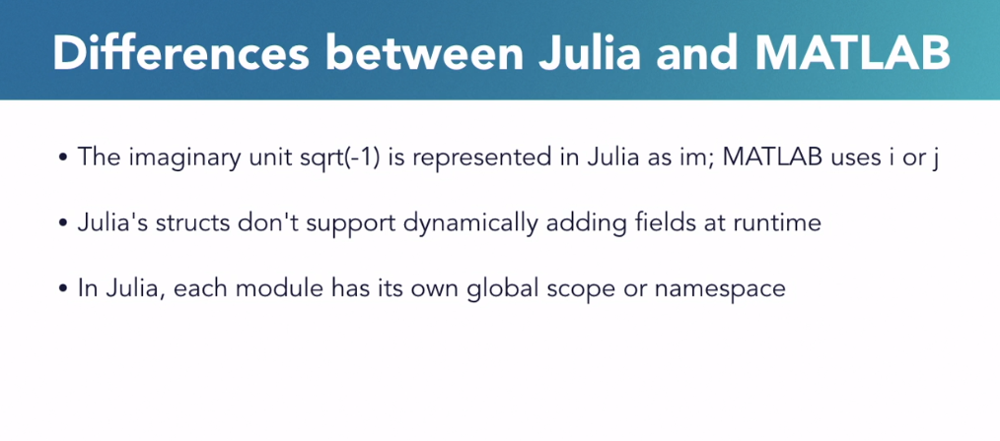 Differences between Julia and MATLAB
• The imaginary unit sqrt(-1) is represented in Julia as im; MATLAB uses i or j
• Julia's structs don't support dynamically adding fields at runtime
• In Julia, each module has its own global scope or namespace